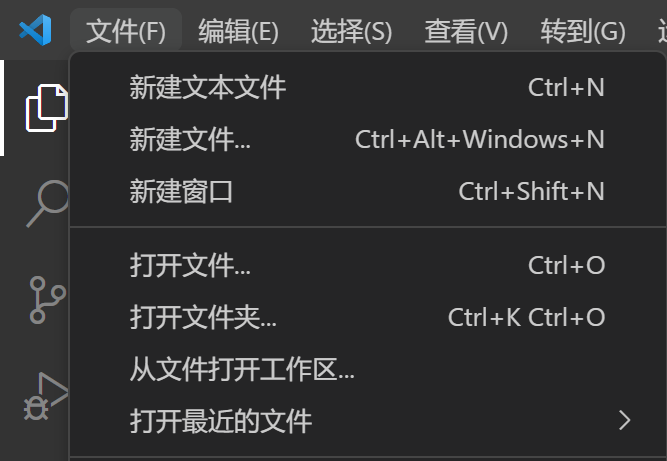 文件(F) 编辑(E) 选择(S) 查看(V) 转到(G)
新建文本文件 Ctrl+N
新建文件... Ctrl+Alt+Windows+N
新建窗口 Ctrl+Shift+N
打开文件... Ctrl+O
打开文件夹... Ctrl+K Ctrl+O
从文件打开工作区...
打开最近的文件